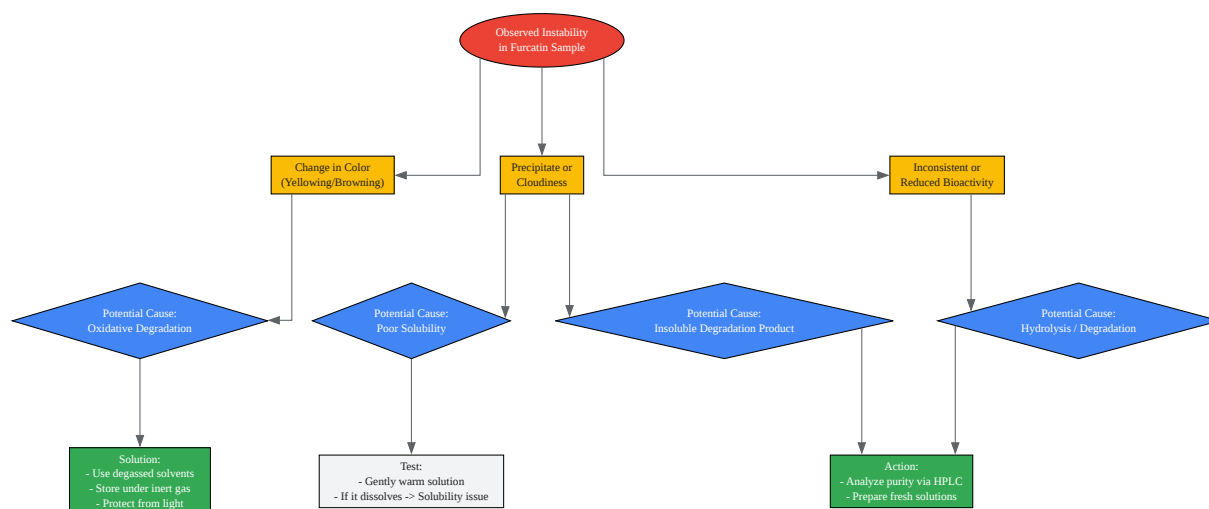 Observed Instability
in Furcatin Sample
Change in Color
(Yellowing/Browning)
Precipitate or
Cloudiness
Inconsistent or
Reduced Bioactivity
Potential Cause:
Oxidative Degradation
Potential Cause:
Poor Solubility
Potential Cause:
Insoluble Degradation Product
Potential Cause:
Hydrolysis / Degradation
Solution:
- Use degassed solvents
- Store under inert gas
- Protect from light
Test:
- Gently warm solution
- If it dissolves -> Solubility issue
Action:
- Analyze purity via HPLC
- Prepare fresh solutions